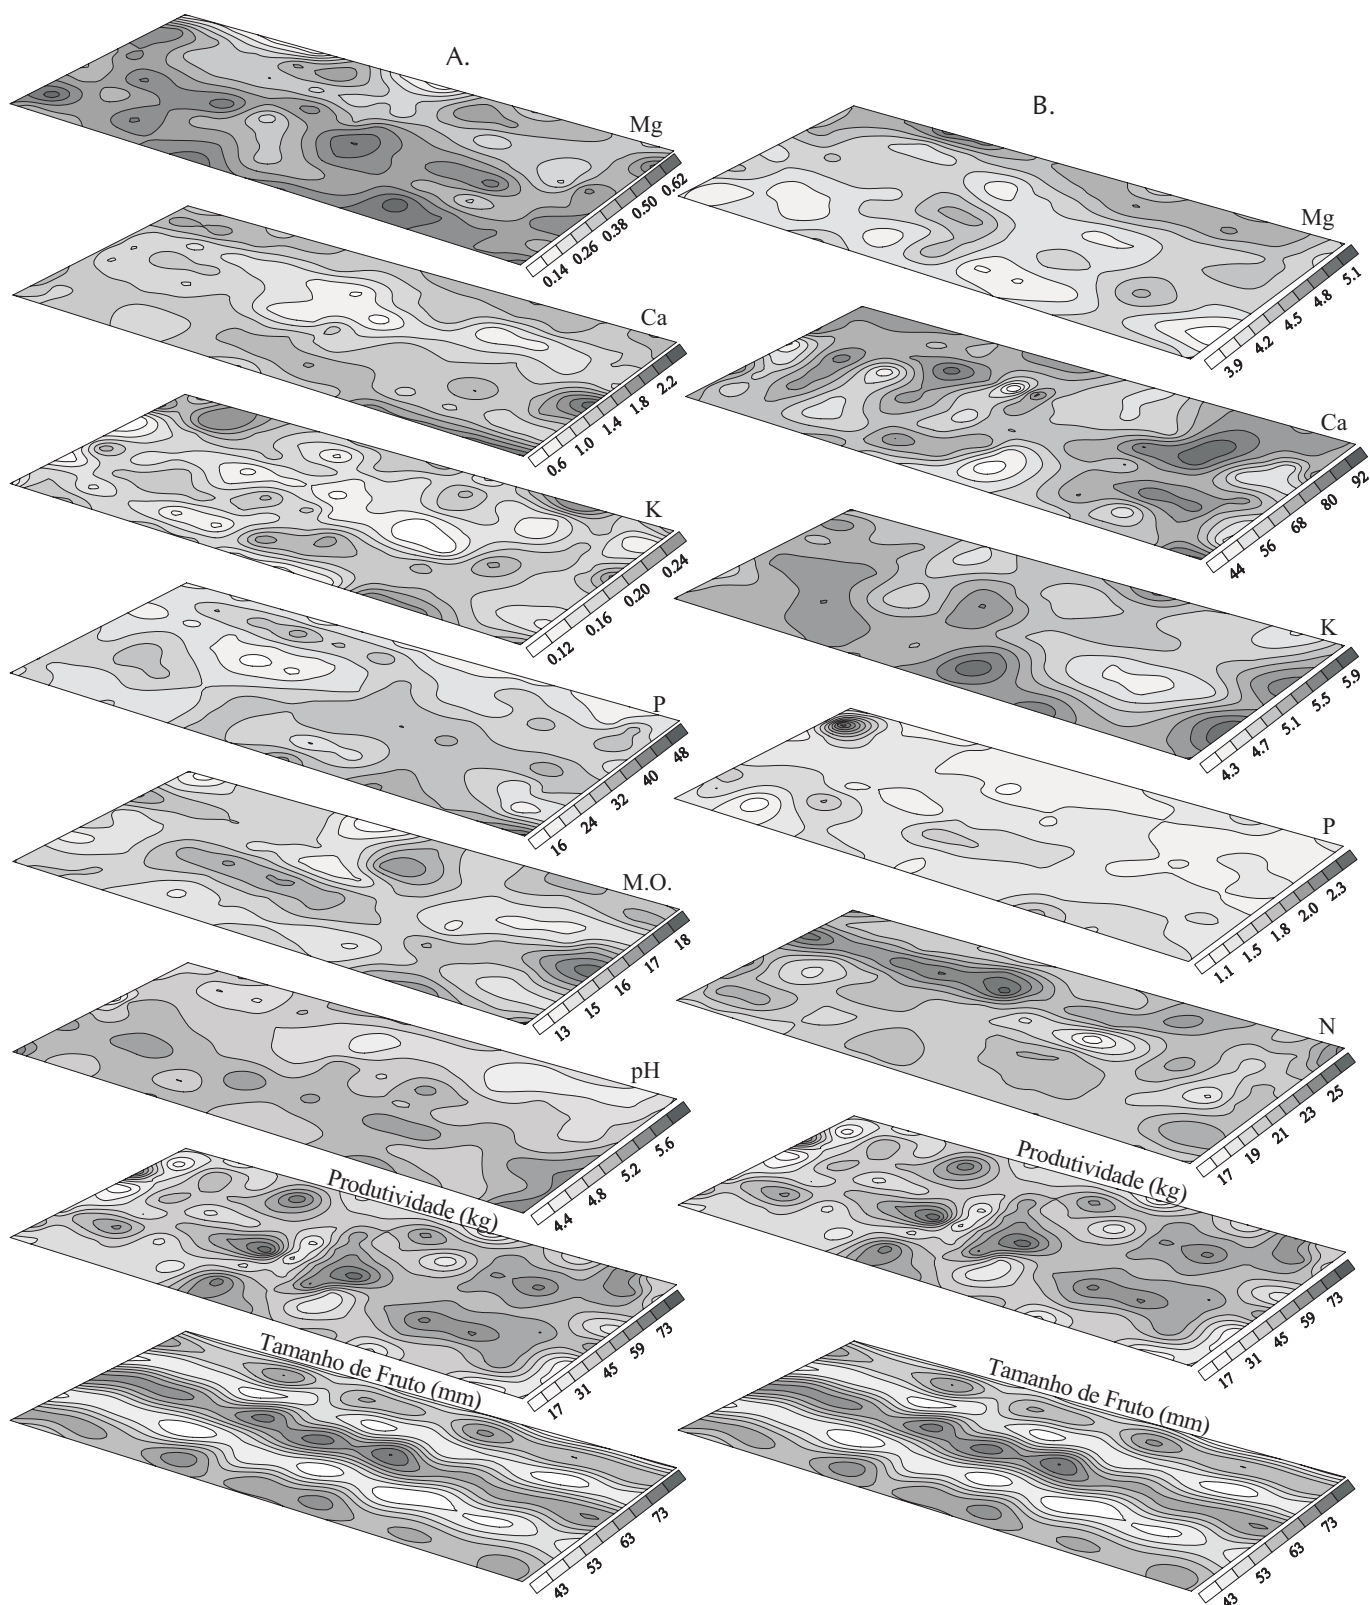 A.
Mg
0.14 0.26 0.38 0.50 0.62
Ca
0.6 1.0 1.4 1.8 2.2
K
0.12 0.16 0.20 0.24
P
16 24 32 40 48
M.O.
13 15 16 17 18
pH
4.4 4.8 5.2 5.6
Produtividade (kg)
17 31 45 59 73
Tamanho de Fruto (mm)
43 53 63 73
B.
Mg
3.9 4.2 4.5 4.8 5.1
Ca
44 56 68 80 92
K
4.3 4.7 5.1 5.5 5.9
P
1.1 1.5 1.8 2.0 2.3
N
17 19 21 23 25
Produtividade (kg)
17 31 45 59 73
Tamanho de Fruto (mm)
43 53 63 73